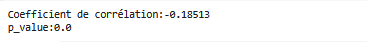 Coefficient de corrélation:-0.18513
p_value:0.0